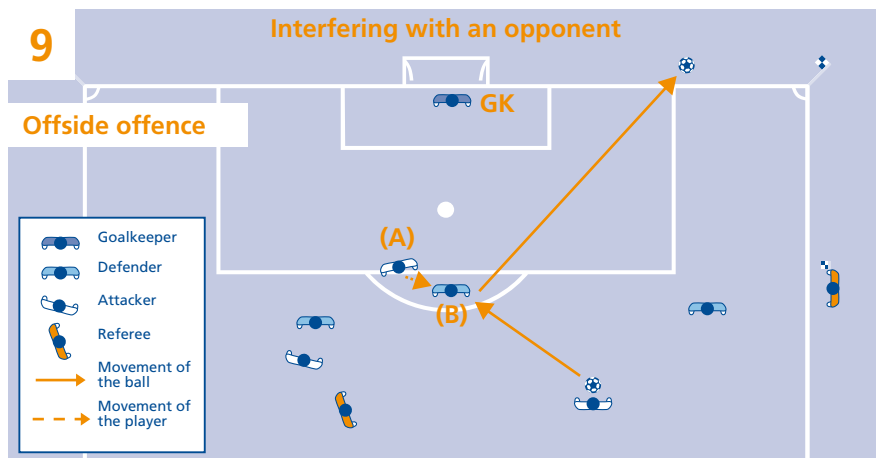 9
Interfering with an opponent
GK
Offside offence
(A)
(B)
Goalkeeper
Defender
Attacker
Referee
Movement of
the ball
Movement of
the player